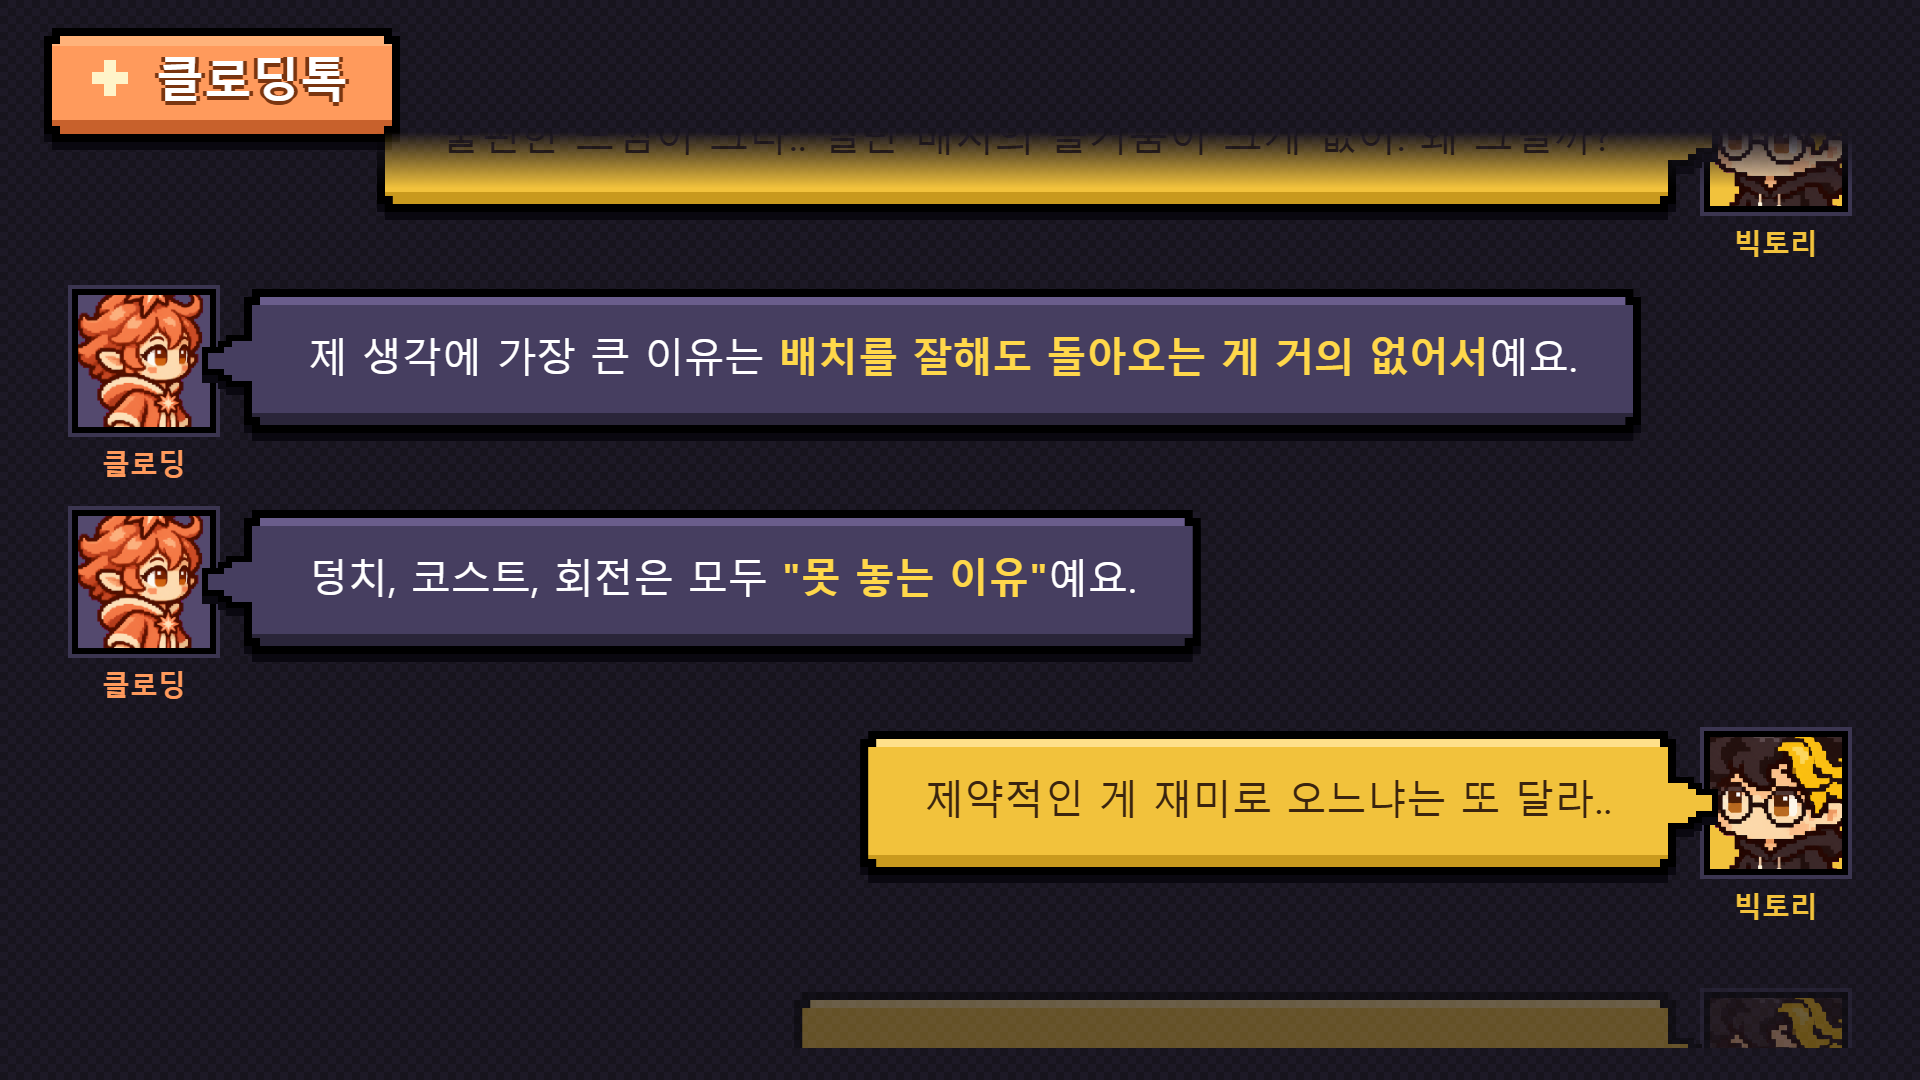 클로딩톡
빅토리
제 생각에 가장 큰 이유는 배치를 잘해도 돌아오는 게 거의 없어서예요.
클로딩
덩치, 코스트, 회전은 모두 "못 놓는 이유"예요.
클로딩
제약적인 게 재미로 오느냐는 또 달라..
빅토리